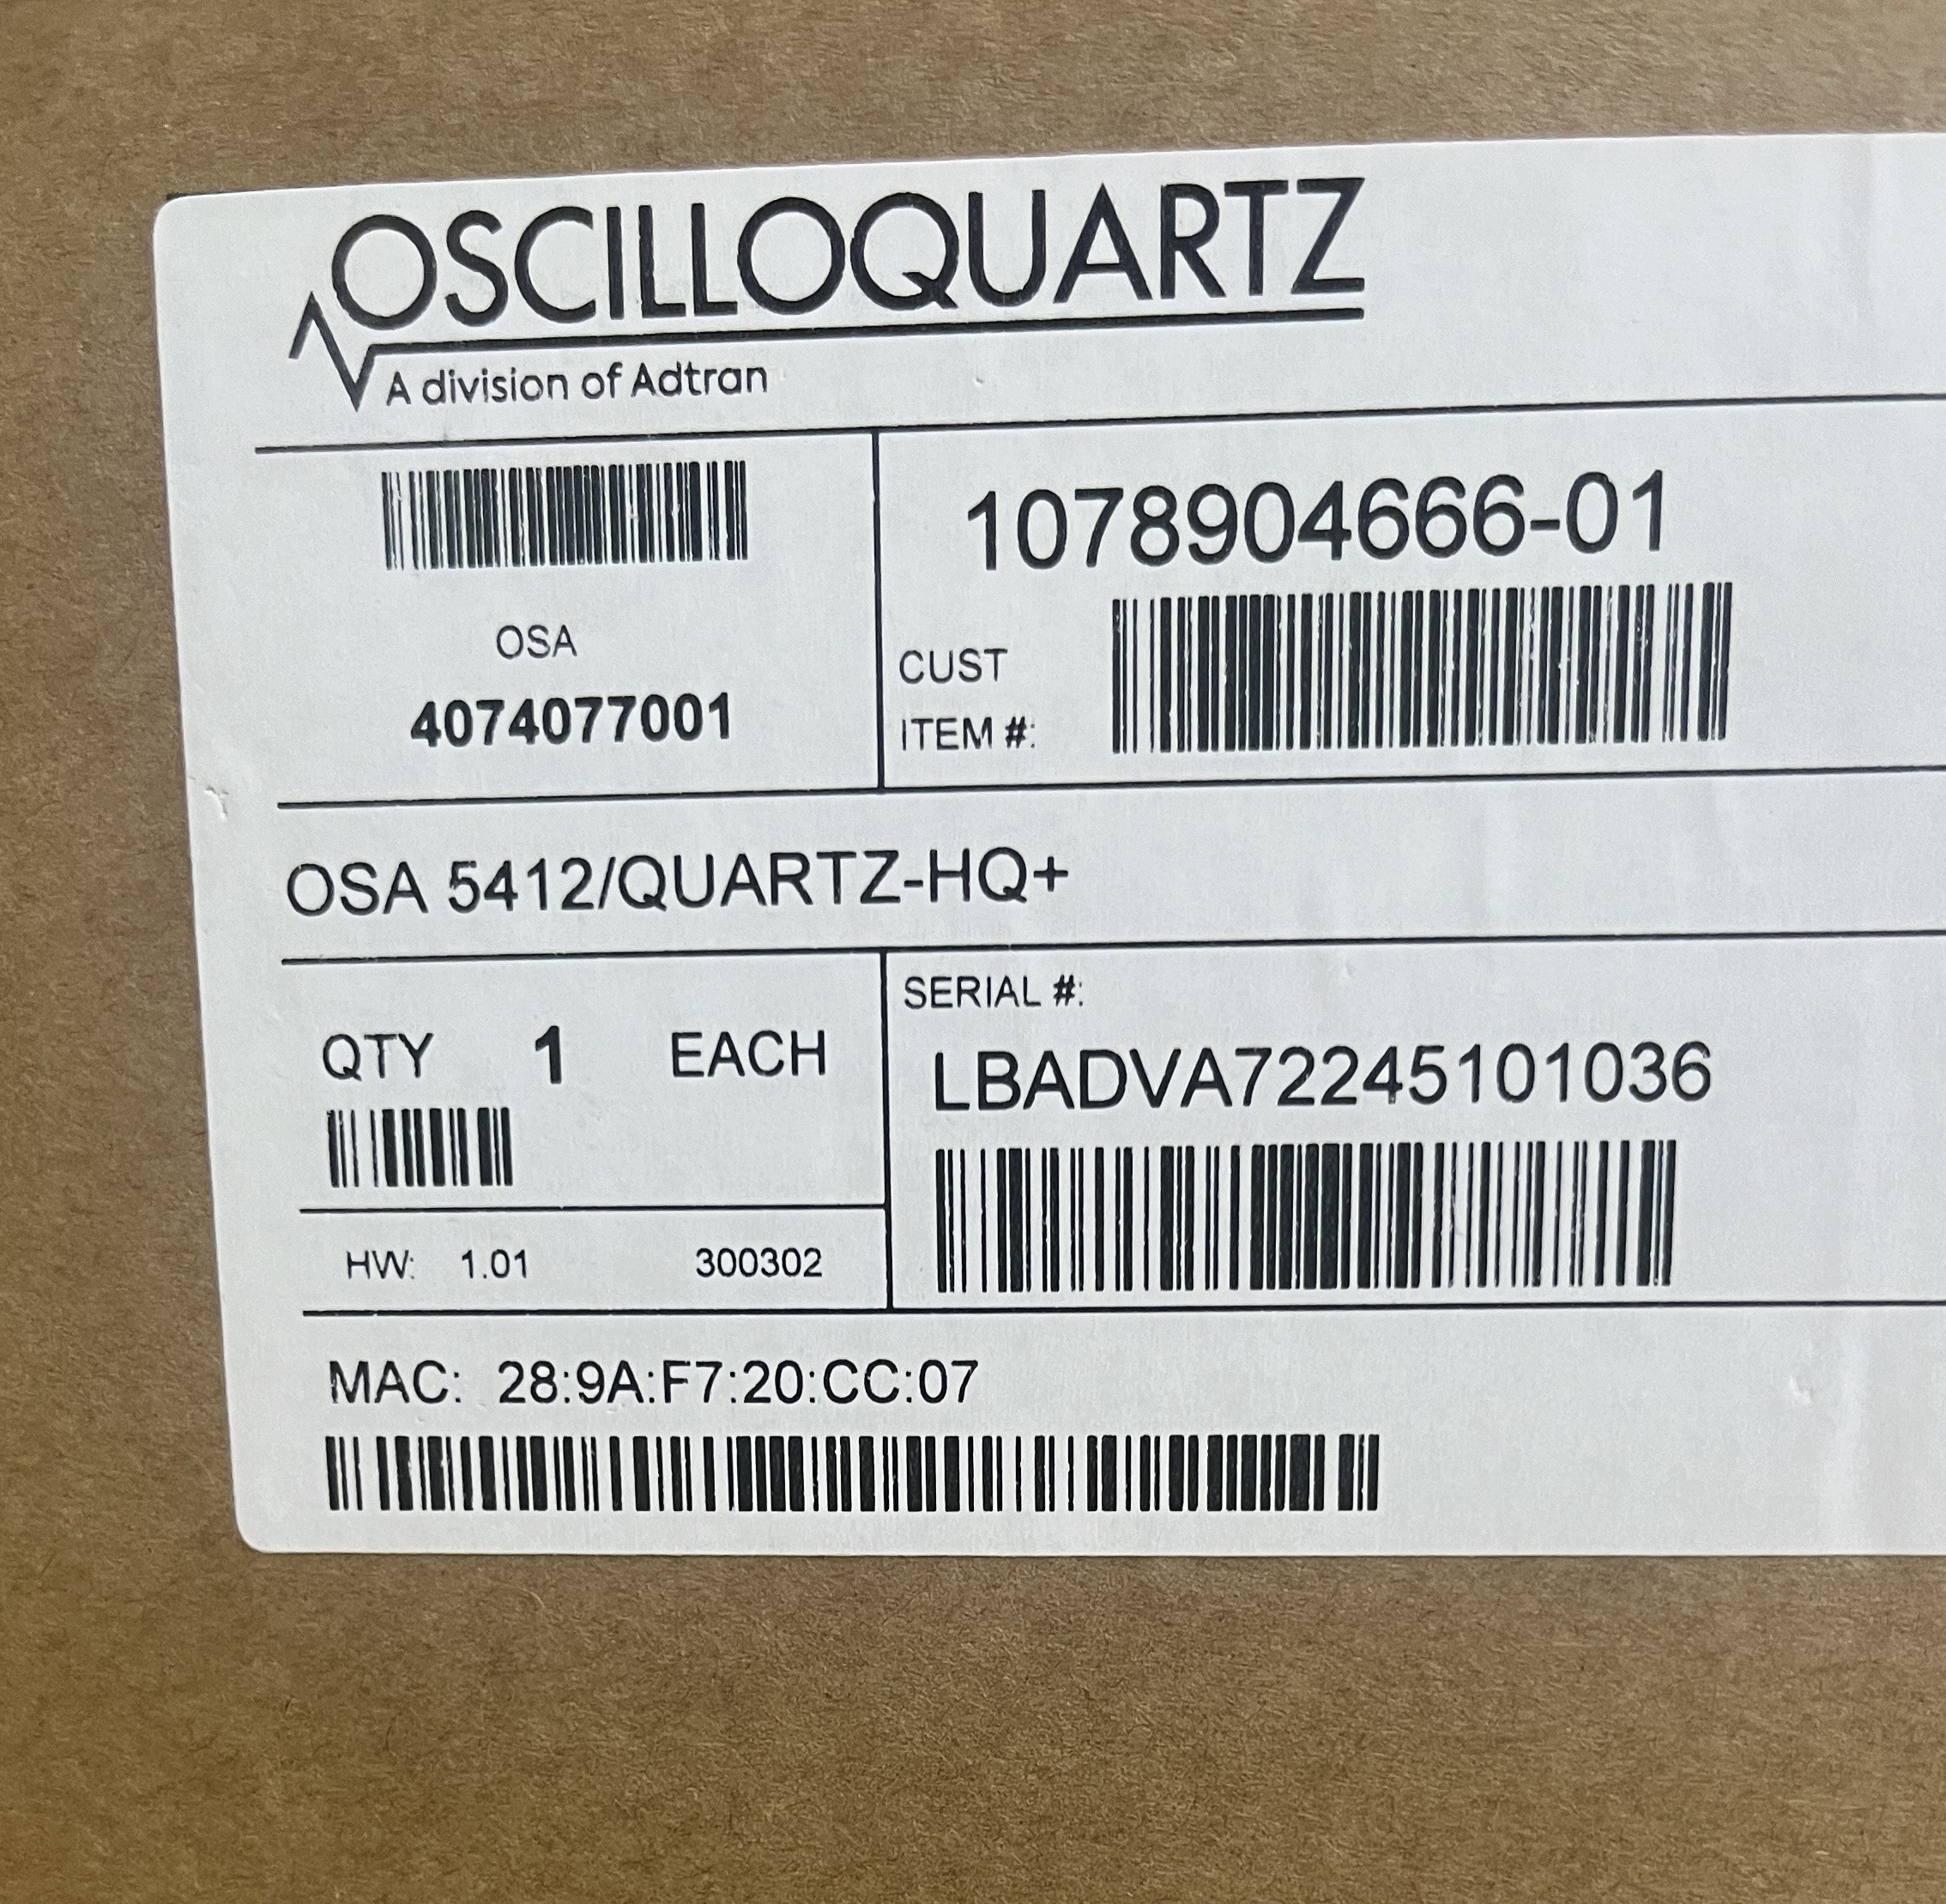 OSCILLOQUARTZ
A division of Adtran
1078904666-01
OSA
4074077001
CUST
ITEM #:
OSA 5412/QUARTZ-HQ+
QTY 1 EACH
SERIAL #:
LBADVA72245101036
HW: 1.01 300302
MAC: 28:9A:F7:20:CC:07